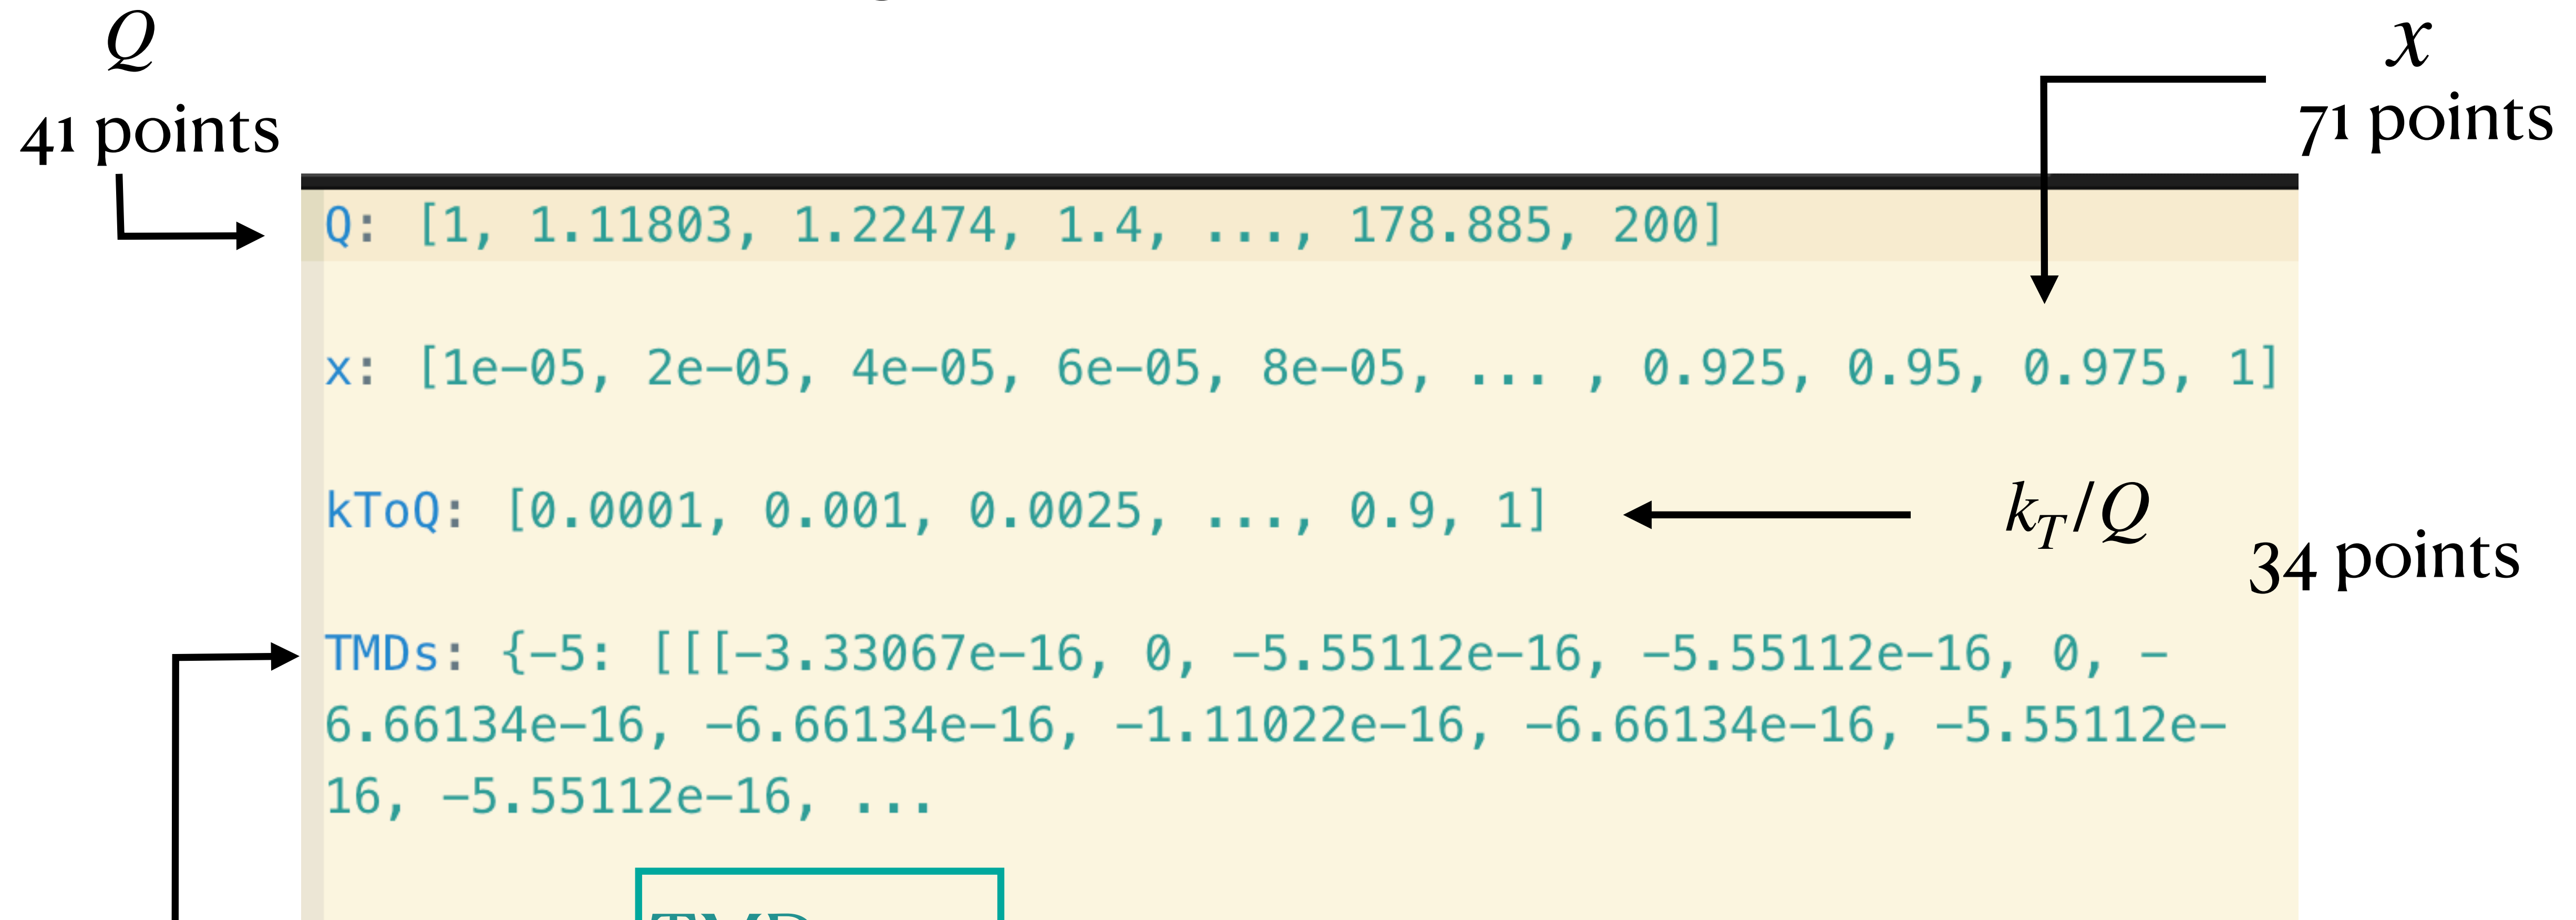 Q
41 points
x
71 points
Q: [1, 1.11803, 1.22474, 1.4, ..., 178.885, 200]
x: [1e−05, 2e−05, 4e−05, 6e−05, 8e−05, ... , 0.925, 0.95, 0.975, 1]
kToQ: [0.0001, 0.001, 0.0025, ..., 0.9, 1]
k_T/Q
34 points
TMDs: {−5: [[[−3.33067e−16, 0, −5.55112e−16, −5.55112e−16, 0, −
6.66134e−16, −6.66134e−16, −1.11022e−16, −6.66134e−16, −5.55112e−
16, −5.55112e−16, ...